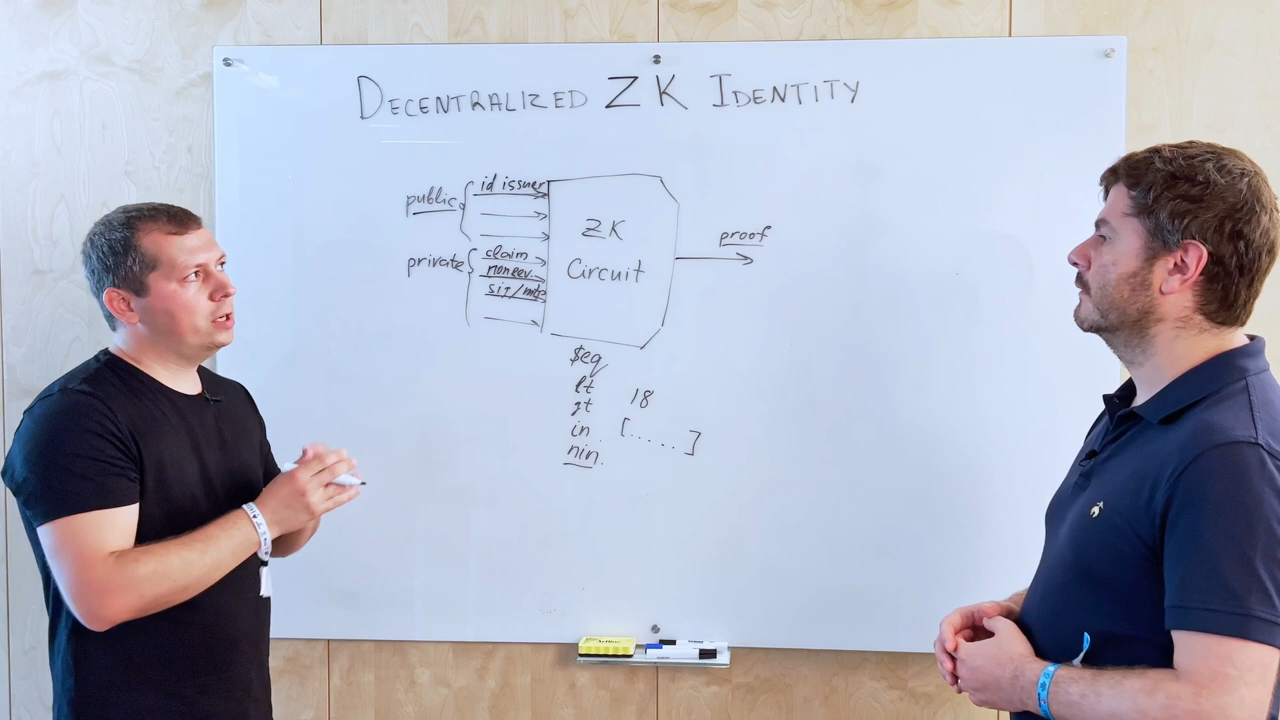 DECENTRALIZED ZK IDENTITY
public
id issuer
private
claim
nonrev
sig/mtp
ZK
Circuit
proof
$eq
lt
gt 18
in [......]
nin.